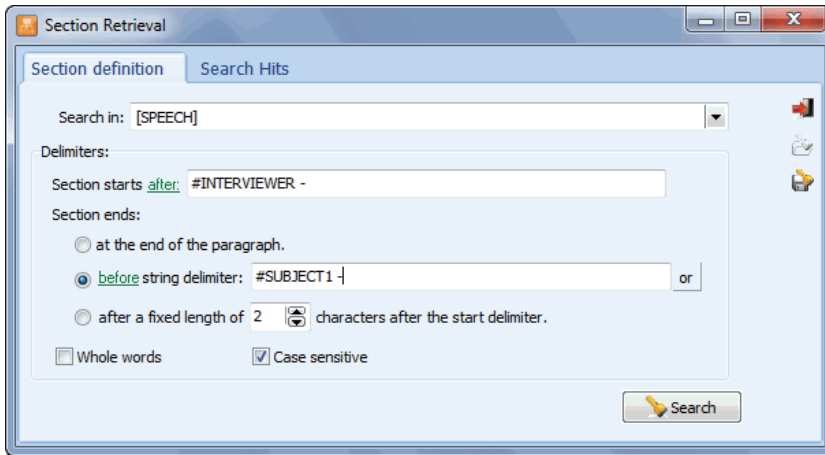 Section Retrieval
Section definition Search Hits
Search in: [SPEECH]
Delimiters:
Section starts after: #INTERVIEWER -
Section ends:
at the end of the paragraph.
before string delimiter: #SUBJECT1 - or
after a fixed length of 2 characters after the start delimiter.
Whole words Case sensitive
Search